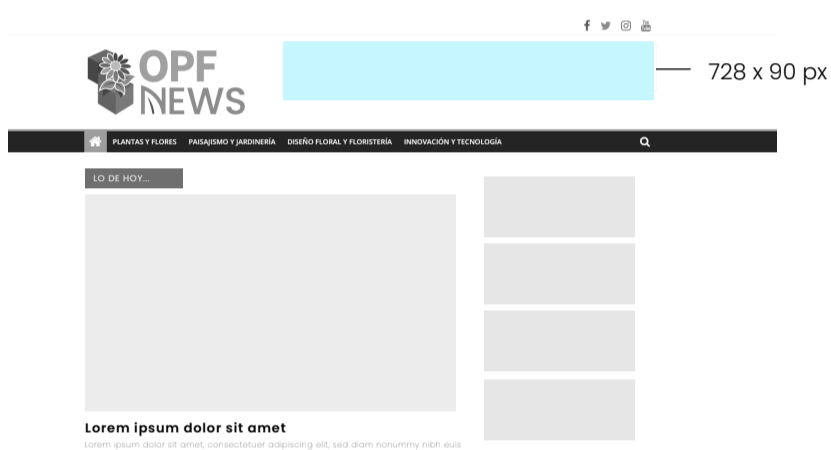 OPF
NEWS
728 x 90 px
PLANTAS Y FLORES PAISAJISMO Y JARDINERÍA DISEÑO FLORAL Y FLORISTERÍA INNOVACIÓN Y TECNOLOGÍA
LO DE HOY...
Lorem ipsum dolor sit amet
Lorem ipsum dolor sit amet, consectetuer adipiscing elit, sed diam nonummy nibh euis